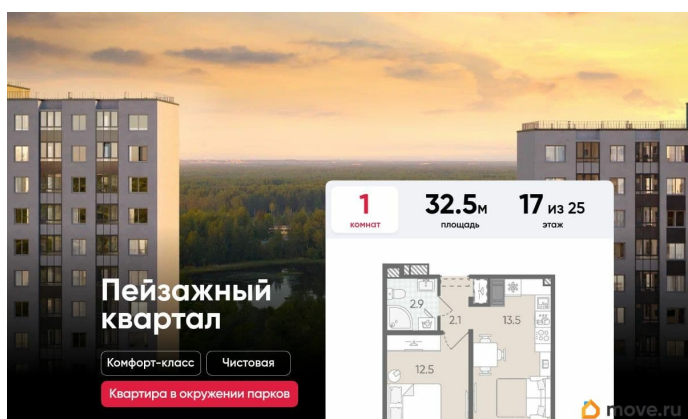 1
комнат
32.5м
площадь
17 из 25
этаж
Пейзажный
квартал
Комфорт-класс
Чистовая
Квартира в окружении парков
2.9
2.1
13.5
12.5
move.ru